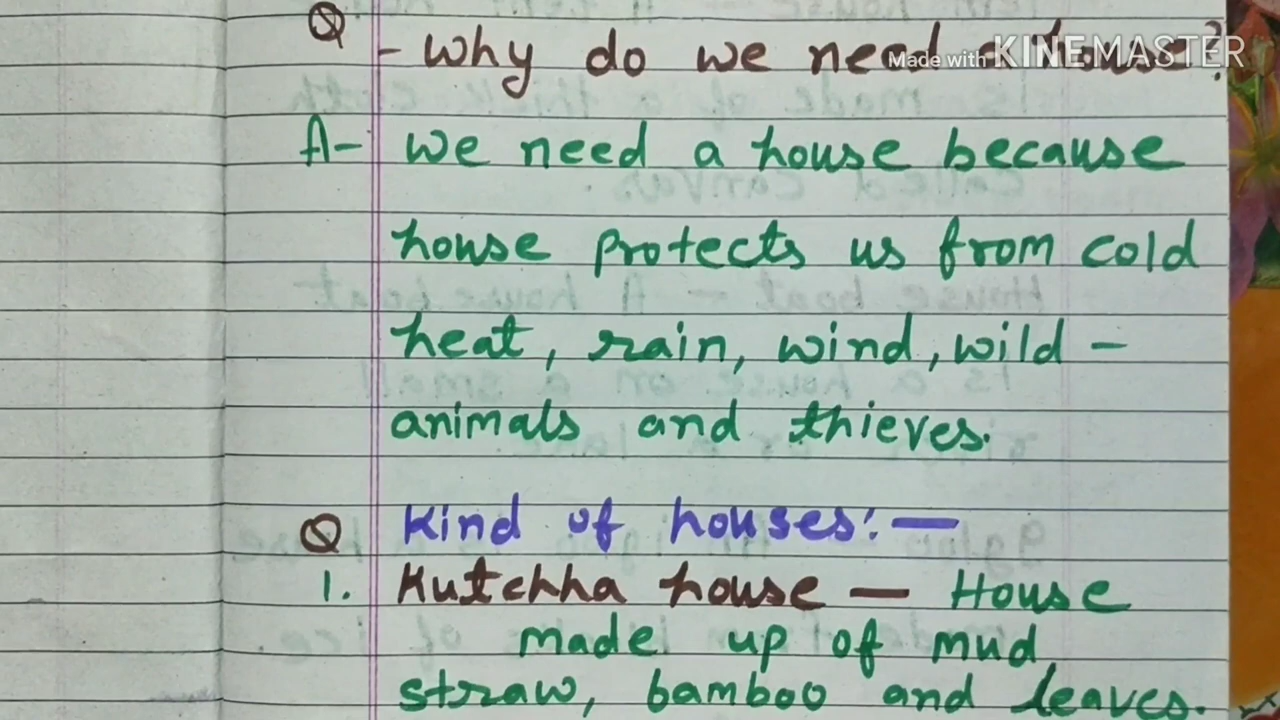 Q - Why do we need a house?
Made with KINEMASTER
A- We need a house because
house protects us from cold
heat, rain, wind, wild -
animals and thieves.
Q Kind of houses:-
1. Kutchha house - House
made up of mud
straw, bamboo and leaves.